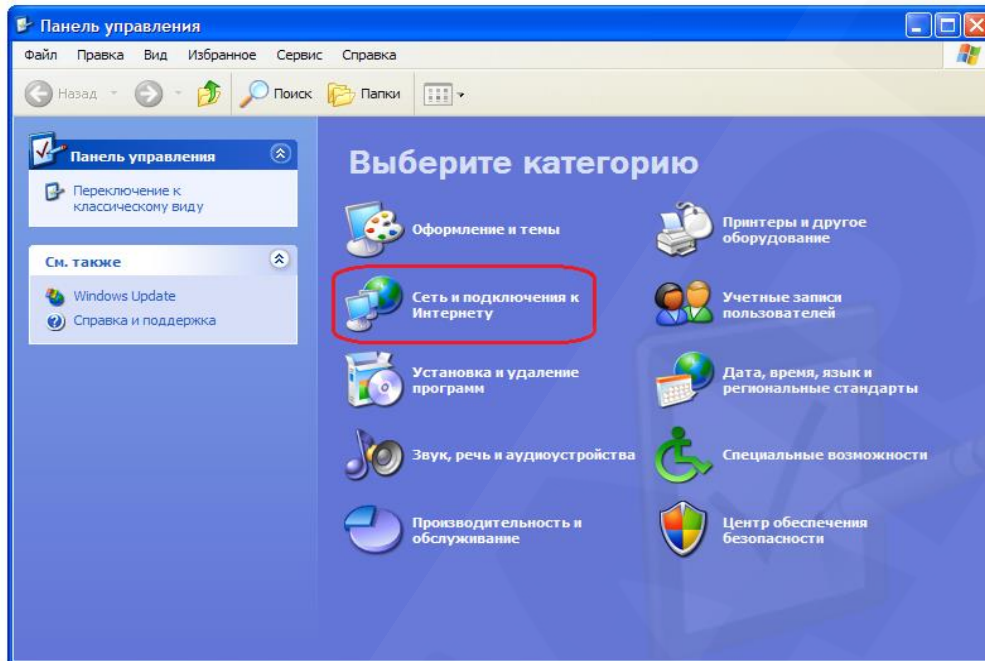 Панель управления
Файл Правка Вид Избранное Сервис Справка
Назад Поиск Папки
Панель управления
Переключение к
классическому виду
См. также
Windows Update
Справка и поддержка
Выберите категорию
Оформление и темы
Принтеры и другое
оборудование
Сеть и подключения к
Интернету
Учетные записи
пользователей
Установка и удаление
программ
Дата, время, язык и
региональные стандарты
Звук, речь и аудиоустройства
Специальные возможности
Производительность и
обслуживание
Центр обеспечения
безопасности